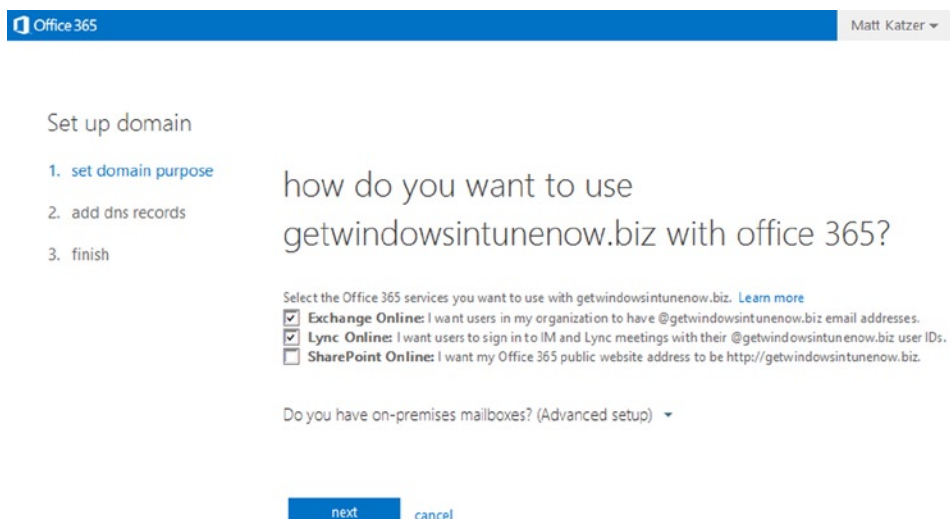 Office 365
Matt Katzer
Set up domain
1. set domain purpose
2. add dns records
3. finish
how do you want to use
getwindowsintunenow.biz with office 365?
Select the Office 365 services you want to use with getwindowsintunenow.biz. Learn more
Exchange Online: I want users in my organization to have @getwindowsintunenow.biz email addresses.
Lync Online: I want users to sign in to IM and Lync meetings with their @getwindowsintunenow.biz user IDs.
SharePoint Online: I want my Office 365 public website address to be http://getwindowsintunenow.biz.
Do you have on-premises mailboxes? (Advanced setup)
next cancel